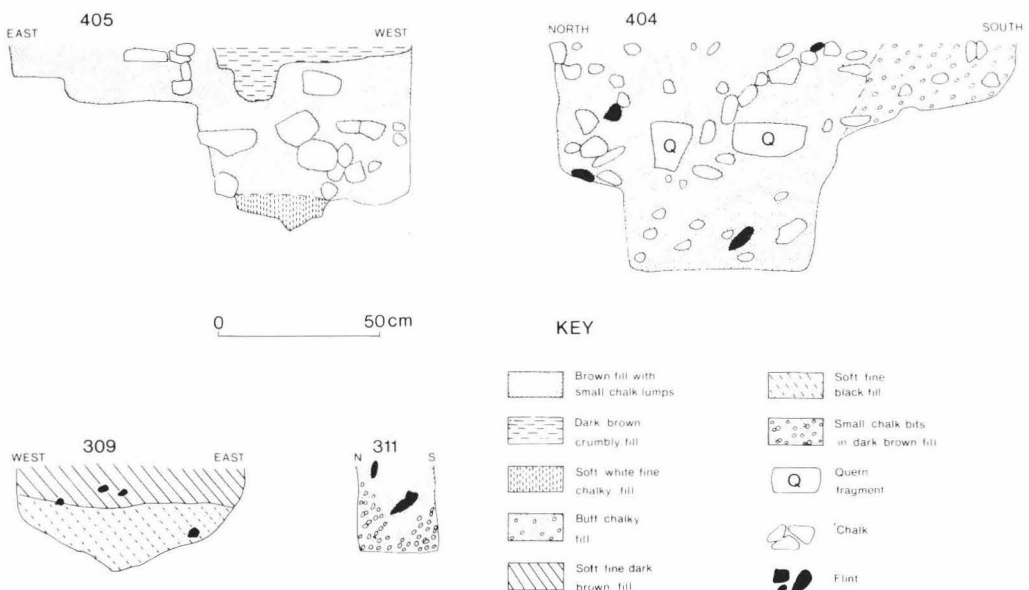 405
EAST
WEST
404
NORTH
SOUTH
Q
Q
0
50cm
KEY
Brown fill with
small chalk lumps
Dark brown
crumbly fill
Soft white fine
chalky fill
Buff chalky
fill
Soft fine dark
brown fill
Soft fine
black fill
Small chalk bits
in dark brown fill
Q
Quern
fragment
Chalk
Flint
309
WEST
EAST
311
N
S